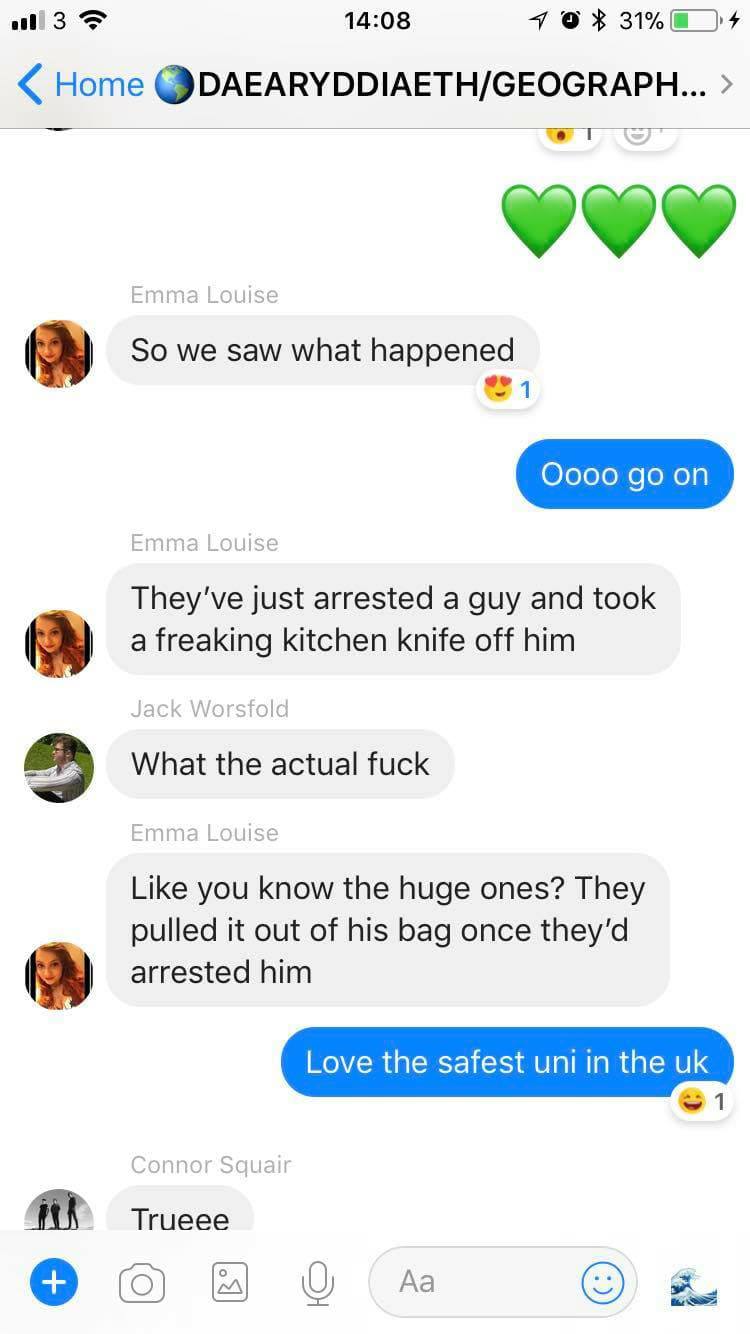 3 14:08 31%
Home DAEARYDDIAETH/GEOGRAPH...
1
Emma Louise
So we saw what happened
1
Oooo go on
Emma Louise
They've just arrested a guy and took
a freaking kitchen knife off him
Jack Worsfold
What the actual fuck
Emma Louise
Like you know the huge ones? They
pulled it out of his bag once they'd
arrested him
Love the safest uni in the uk
1
Connor Squair
Trueee
Aa